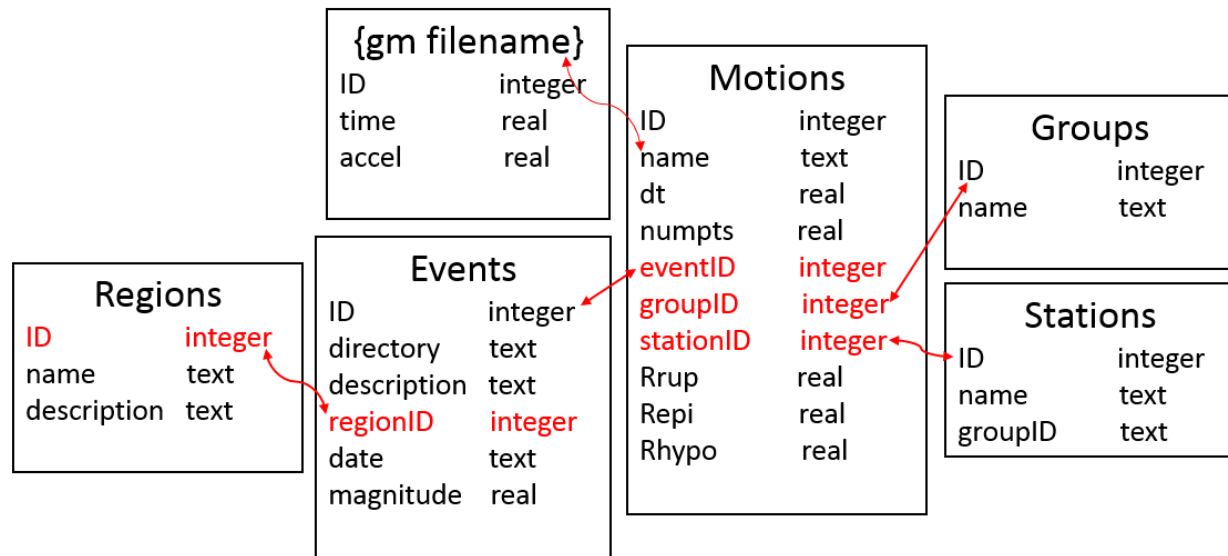 {gm filename}
ID integer
time real
accel real
Motions
ID integer
name text
dt real
numpts real
eventID integer
groupID integer
stationID integer
Rrup real
Repi real
Rhypo real
Groups
ID integer
name text
Regions
ID integer
name text
description text
Events
ID integer
directory text
description text
regionID integer
date text
magnitude real
Stations
ID integer
name text
groupID text